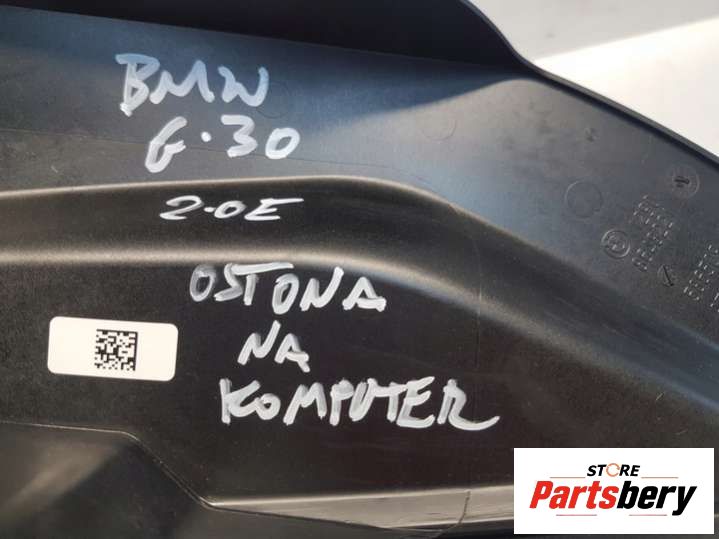 BMW
G.30
2.0E
OSTONA
NA
KOMPUTER
STORE
Partsbery